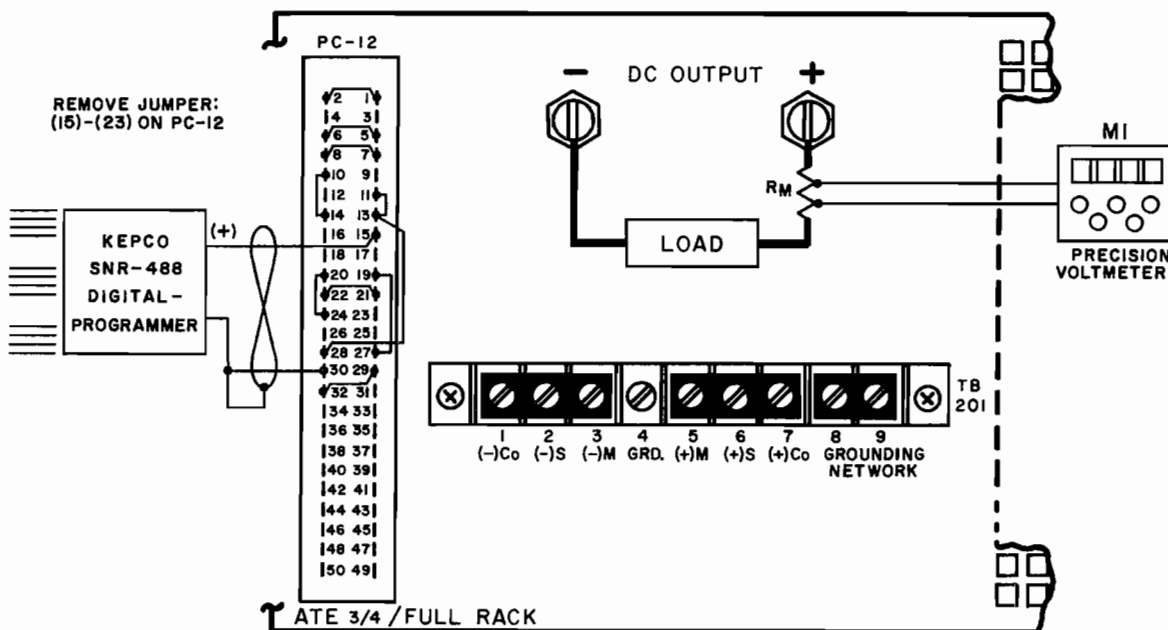 PC-12
REMOVE JUMPER:
(15)-(23) ON PC-12
KEPCO
SNR-488
DIGITAL-
PROGRAMMER
(+)
2 1
4 3
6 5
8 7
10 9
12 11
14 13
16 15
18 17
20 19
22 21
24 23
26 25
28 27
30 29
32 31
34 33
36 35
38 37
40 39
42 41
44 43
46 45
48 47
50 49
ATE 3/4 / FULL RACK
− DC OUTPUT +
RM
LOAD
M1
PRECISION
VOLTMETER
TB
201
1 2 3 4 5 6 7 8 9
(−)Co (−)S (−)M GRD. (+)M (+)S (+)Co GROUNDING
NETWORK